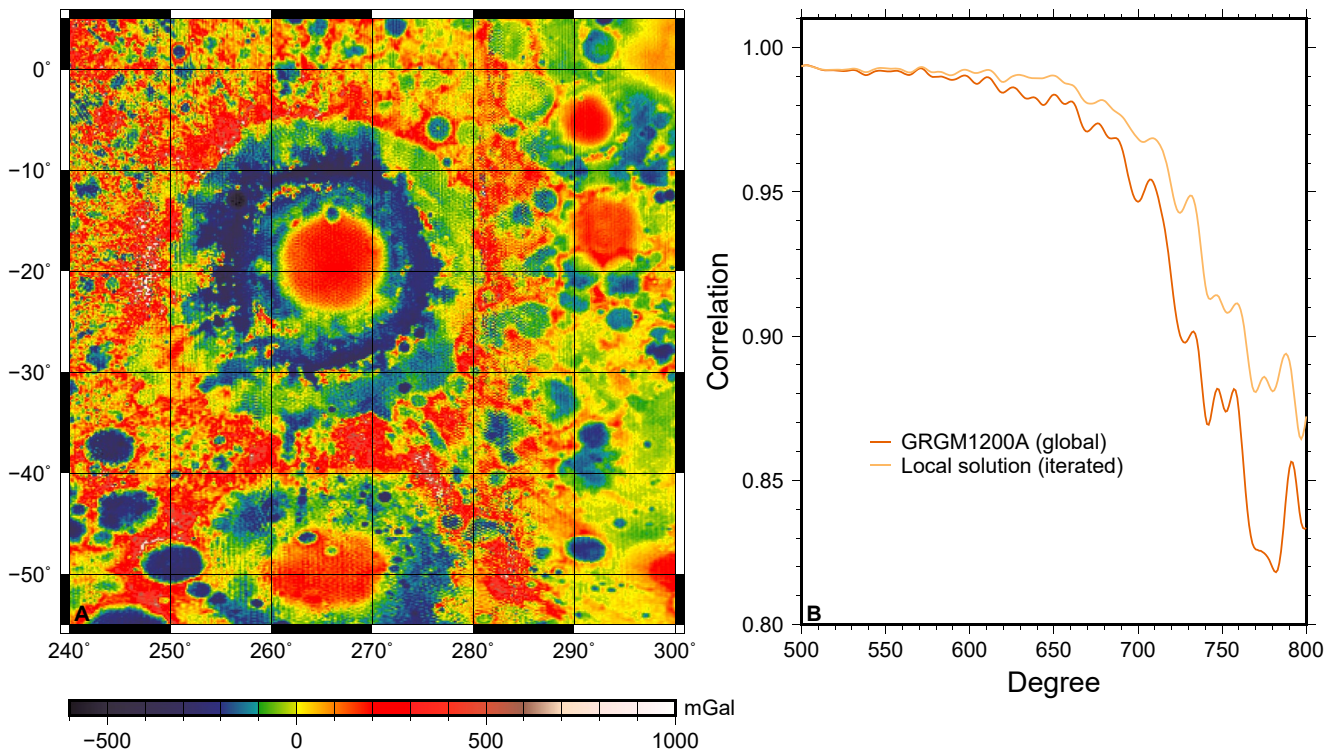 0°
−10°
−20°
−30°
−40°
−50°
A
240° 250° 260° 270° 280° 290° 300°
−500 0 500 1000 mGal
Correlation
1.00
0.95
0.90
0.85
0.80
GRGM1200A (global)
Local solution (iterated)
B
500 550 600 650 700 750 800
Degree